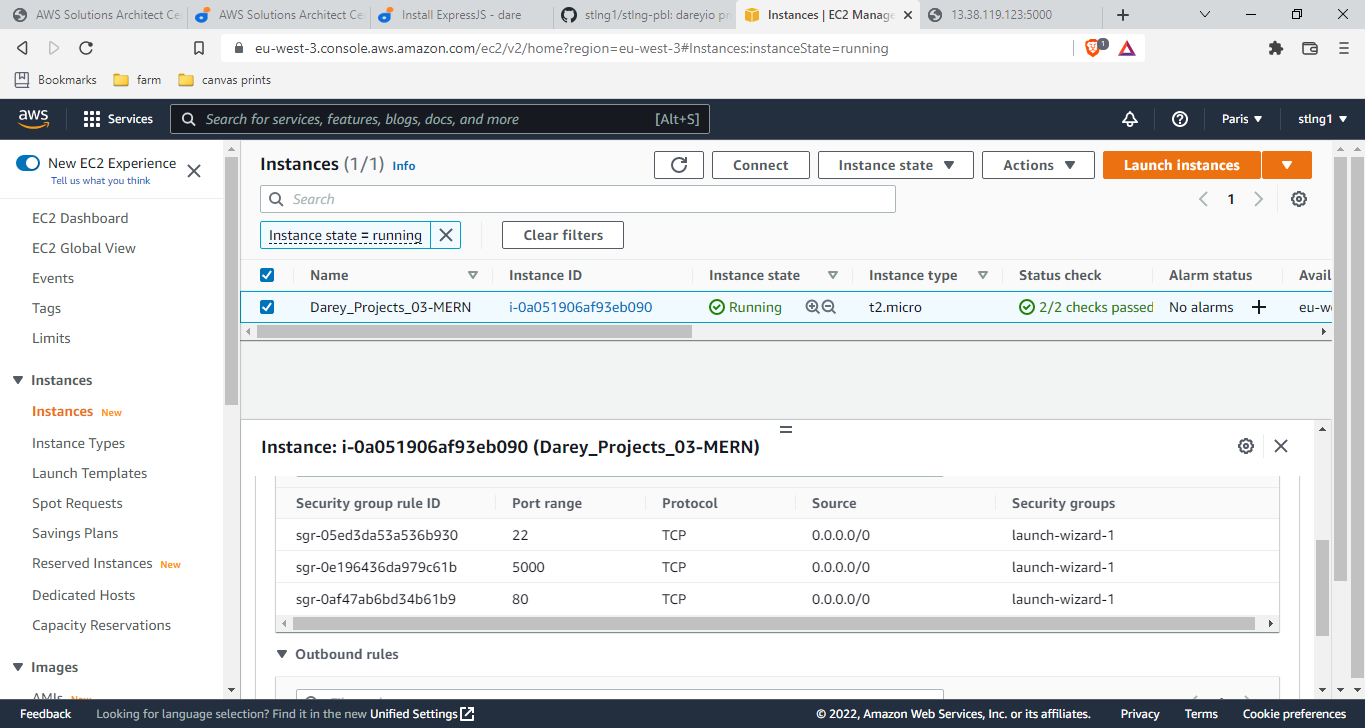 AWS Solutions Architect Ce
AWS Solutions Architect Ce
Install ExpressJS - dare
stlng1/stlng-pbl: dareyio pr
Instances | EC2 Manage
13.38.119.123:5000
eu-west-3.console.aws.amazon.com/ec2/v2/home?region=eu-west-3#Instances:instanceState=running
1
Bookmarks farm canvas prints
aws Services Search for services, features, blogs, docs, and more [Alt+S] Paris stlng1
New EC2 Experience
Tell us what you think
EC2 Dashboard
EC2 Global View
Events
Tags
Limits
Instances
Instances New
Instance Types
Launch Templates
Spot Requests
Savings Plans
Reserved Instances New
Dedicated Hosts
Capacity Reservations
Images
AMIs New
Instances (1/1) Info Connect Instance state Actions Launch instances
Search 1
Instance state = running Clear filters
Name Instance ID Instance state Instance type Status check Alarm status Avail
Darey_Projects_03-MERN i-0a051906af93eb090 Running t2.micro 2/2 checks passed No alarms eu-w
Instance: i-0a051906af93eb090 (Darey_Projects_03-MERN)
Security group rule ID Port range Protocol Source Security groups
sgr-05ed3da53a536b930 22 TCP 0.0.0.0/0 launch-wizard-1
sgr-0e196436da979c61b 5000 TCP 0.0.0.0/0 launch-wizard-1
sgr-0af47ab6bd34b61b9 80 TCP 0.0.0.0/0 launch-wizard-1
Outbound rules
Feedback Looking for language selection? Find it in the new Unified Settings © 2022, Amazon Web Services, Inc. or its affiliates. Privacy Terms Cookie preferences